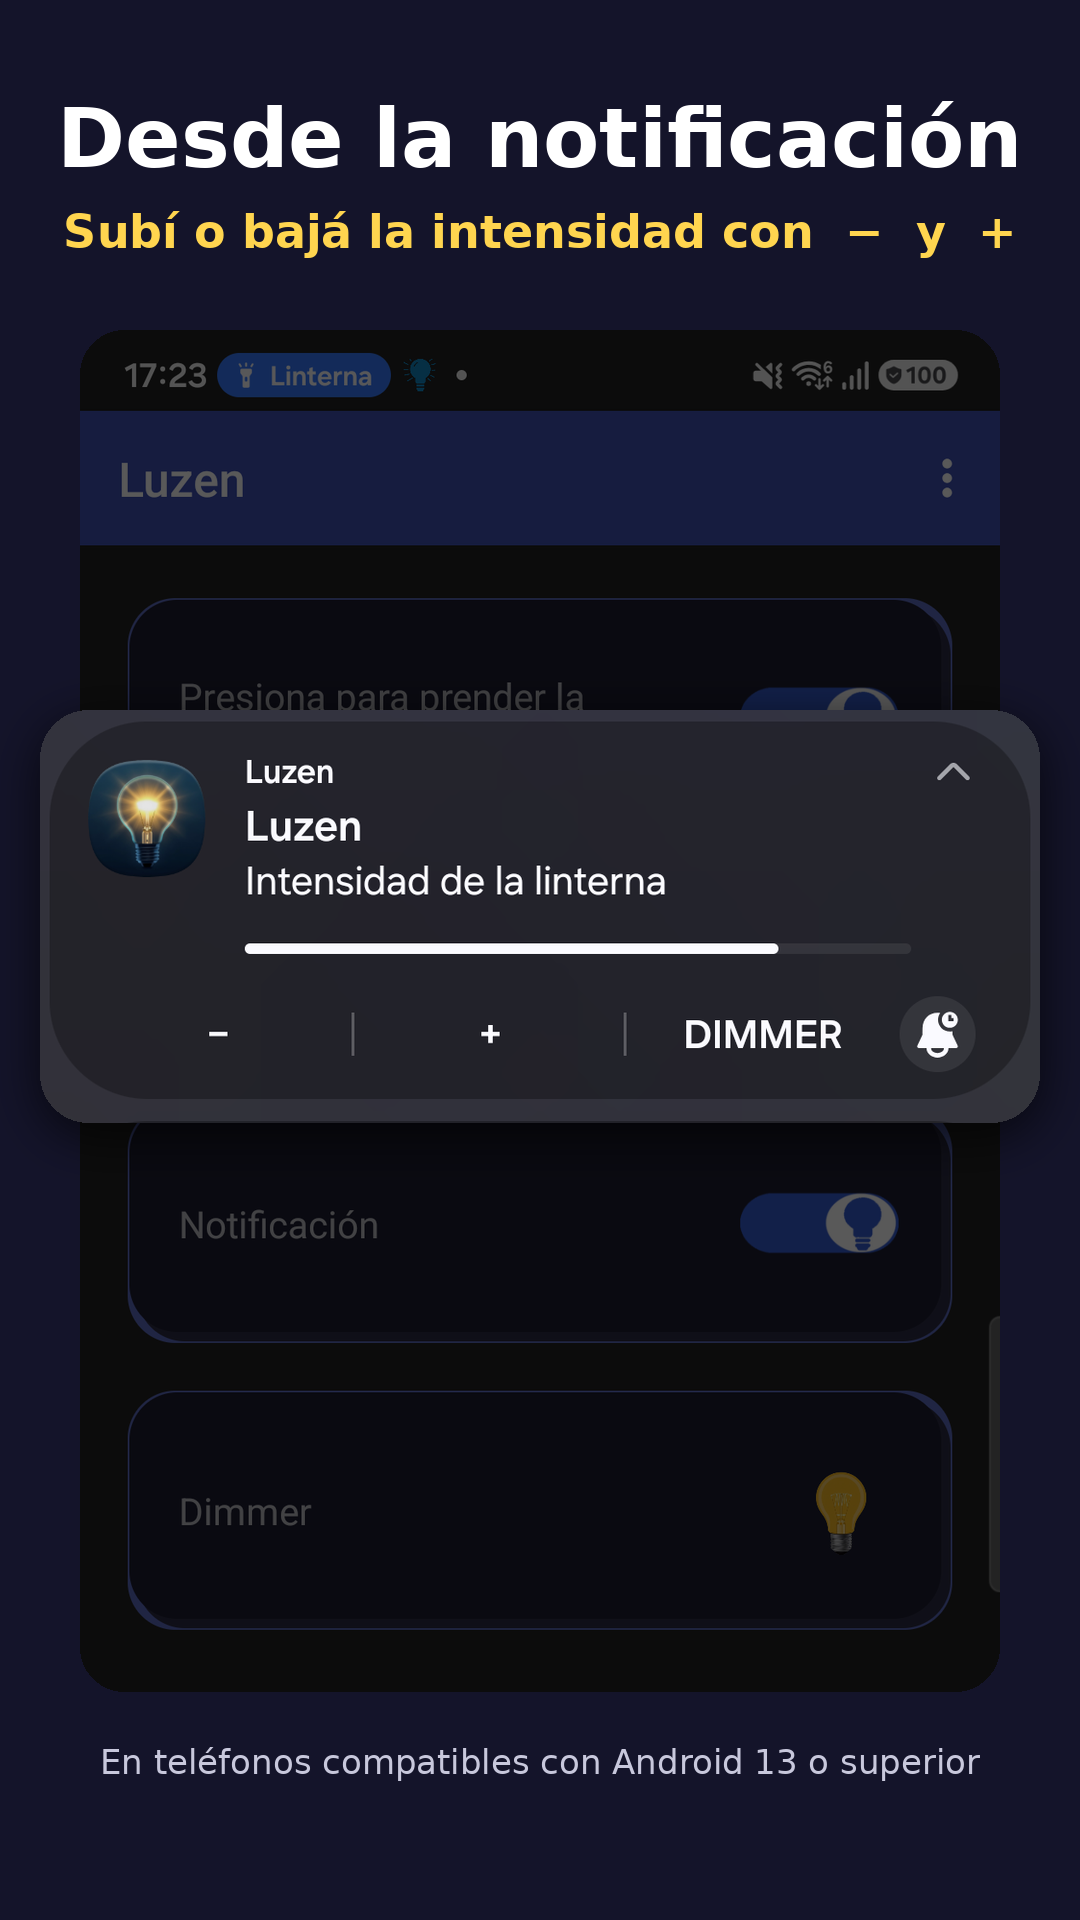 Desde la notificación
Subí o bajá la intensidad con − y +
17:23 Linterna 6 100
Luzen
Presiona para prender la
Luzen
Luzen
Intensidad de la linterna
− + DIMMER
Notificación
Dimmer
En teléfonos compatibles con Android 13 o superior